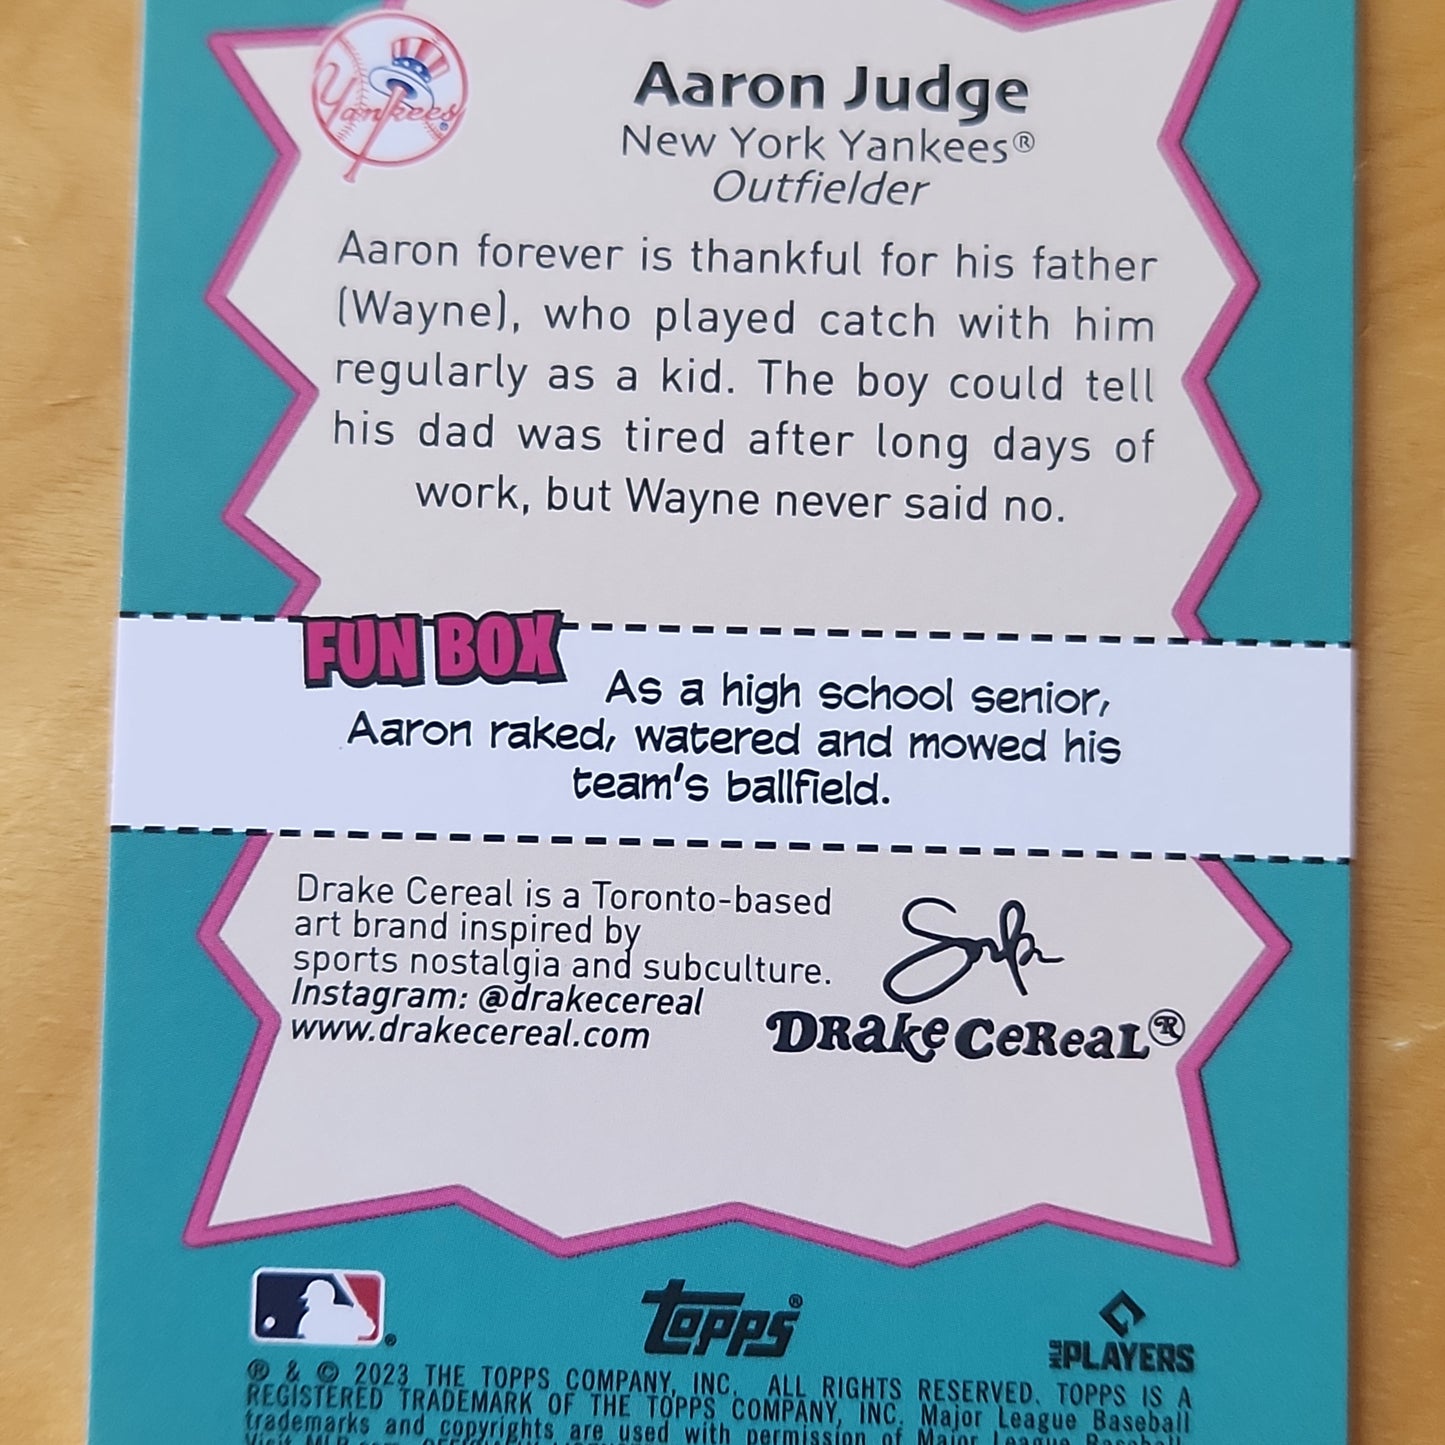 Yankees
Aaron Judge
New York Yankees®
Outfielder
Aaron forever is thankful for his father
(Wayne), who played catch with him
regularly as a kid. The boy could tell
his dad was tired after long days of
work, but Wayne never said no.
FUN BOX
As a high school senior,
Aaron raked, watered and mowed his
team's ballfield.
Drake Cereal is a Toronto-based
art brand inspired by
sports nostalgia and subculture.
Instagram: @drakecereal
www.drakecereal.com
DRake CeReaL®
topps®
MLB PLAYERS
® & © 2023 THE TOPPS COMPANY, INC. ALL RIGHTS RESERVED. TOPPS IS A
REGISTERED TRADEMARK OF THE TOPPS COMPANY, INC. Major League Baseball
trademarks and copyrights are used with permission of Major League Baseball.
Visit MLB.com